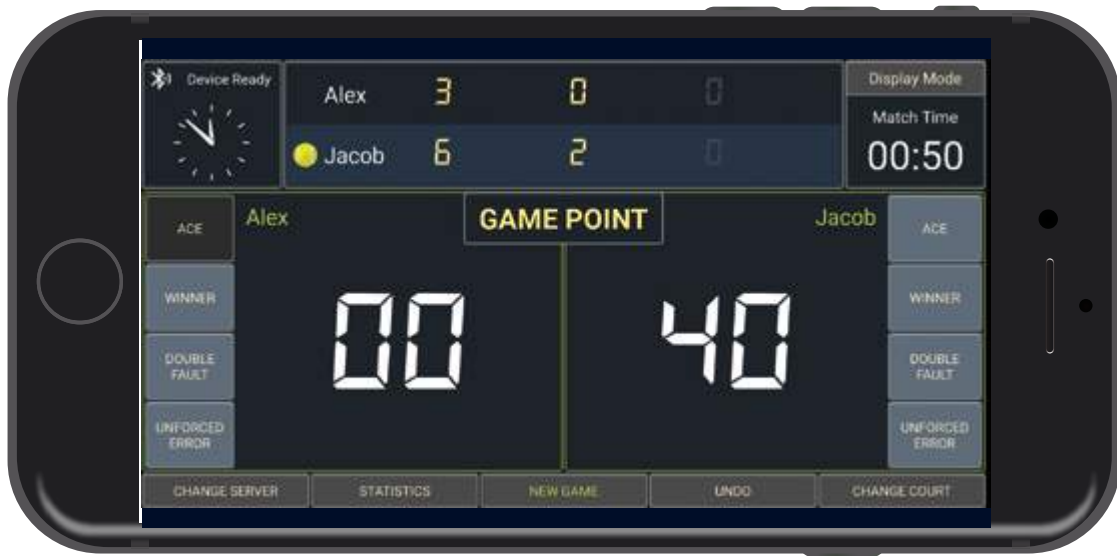 Device Ready
Alex 3 0 0
Jacob 6 2 0
Display Mode
Match Time
00:50
Alex
GAME POINT
Jacob
00
40
ACE
WINNER
DOUBLE
FAULT
UNFORCED
ERROR
ACE
WINNER
DOUBLE
FAULT
UNFORCED
ERROR
CHANGE SERVER
STATISTICS
NEW GAME
UNDO
CHANGE COURT